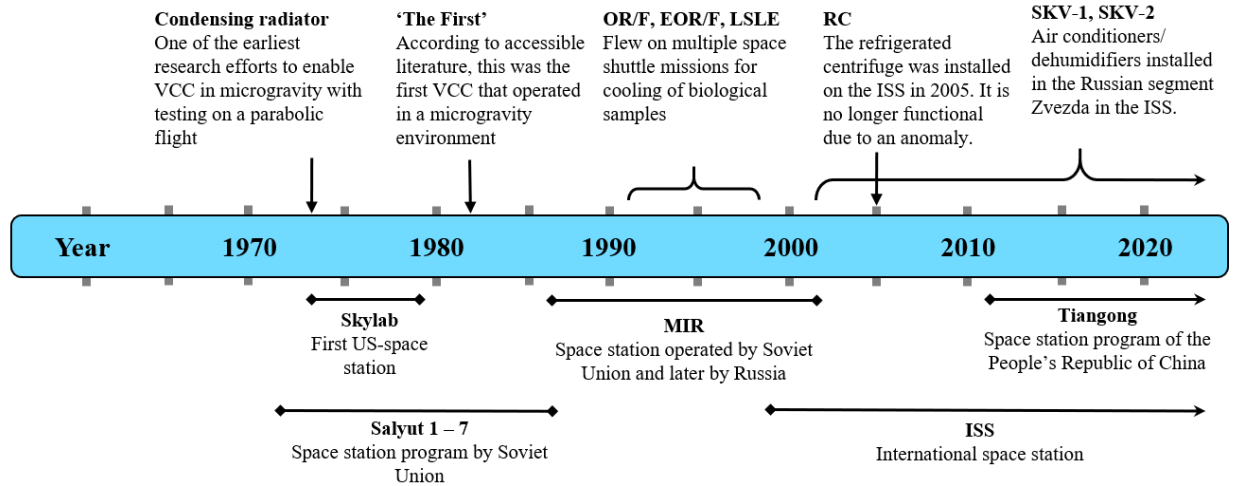 Condensing radiator
One of the earliest
research efforts to enable
VCC in microgravity with
testing on a parabolic
flight
‘The First’
According to accessible
literature, this was the
first VCC that operated
in a microgravity
environment
OR/F, EOR/F, LSLE
Flew on multiple space
shuttle missions for
cooling of biological
samples
RC
The refrigerated
centrifuge was installed
on the ISS in 2005. It is
no longer functional
due to an anomaly.
SKV-1, SKV-2
Air conditioners/
dehumidifiers installed
in the Russian segment
Zvezda in the ISS.
Year 1970 1980 1990 2000 2010 2020
Skylab
First US-space
station
MIR
Space station operated by Soviet
Union and later by Russia
Tiangong
Space station program of the
People’s Republic of China
Salyut 1 – 7
Space station program by Soviet
Union
ISS
International space station